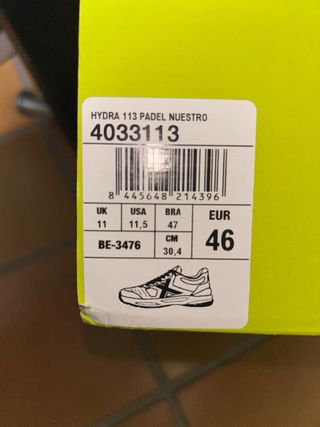 HYDRA 113 PADEL NUESTRO
4033113
8 445648 214396
UK USA BRA EUR
11 11,5 47 46
BE-3476 CM
30,4